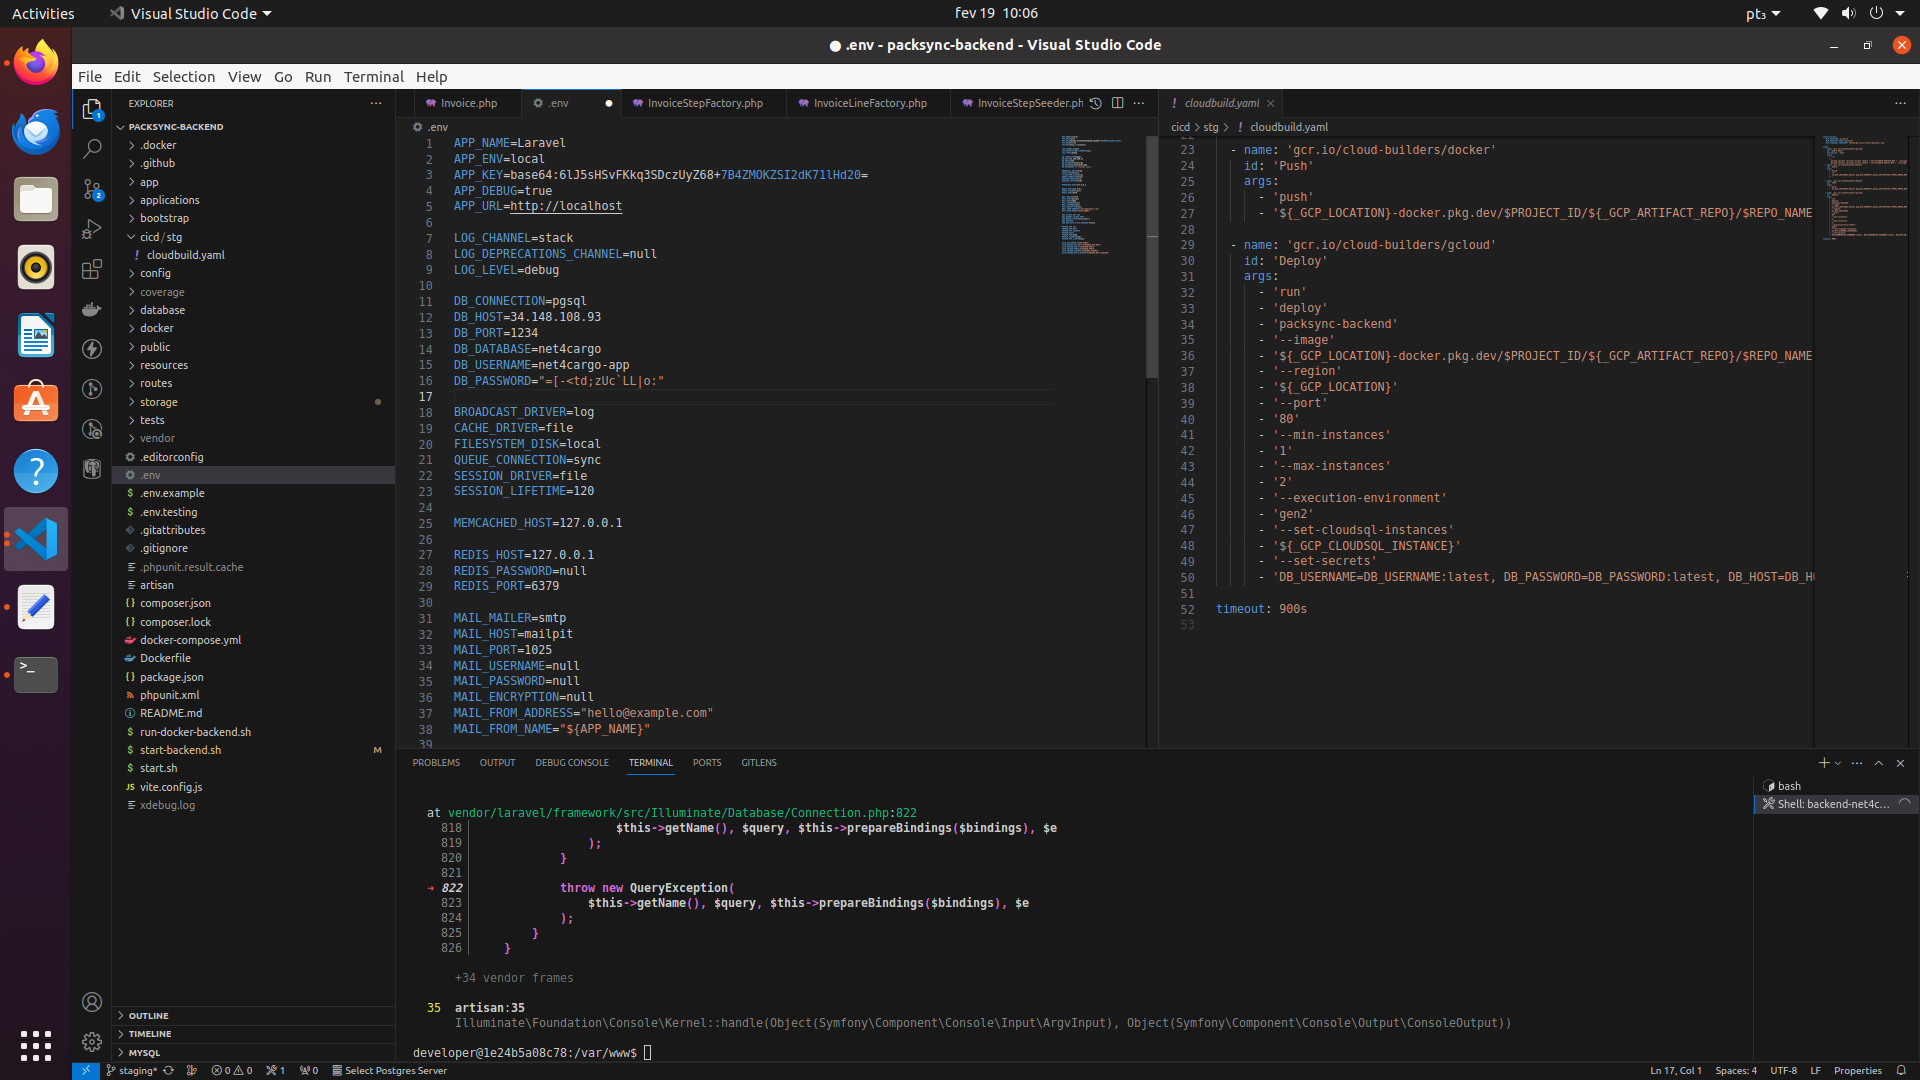 Activities
Visual Studio Code
fev 19 10:06
pt₃
● .env - packsync-backend - Visual Studio Code
File Edit Selection View Go Run Terminal Help
EXPLORER
PACKSYNC-BACKEND
.docker
.github
app
applications
bootstrap
cicd/stg
cloudbuild.yaml
config
coverage
database
docker
public
resources
routes
storage
tests
vendor
.editorconfig
.env
.env.example
.env.testing
.gitattributes
.gitignore
.phpunit.result.cache
artisan
composer.json
composer.lock
docker-compose.yml
Dockerfile
package.json
phpunit.xml
README.md
run-docker-backend.sh
start-backend.sh M
start.sh
vite.config.js
xdebug.log
OUTLINE
TIMELINE
MYSQL
Invoice.php
.env
InvoiceStepFactory.php
InvoiceLineFactory.php
InvoiceStepSeeder.ph
.env
1 APP_NAME=Laravel
2 APP_ENV=local
3 APP_KEY=base64:6lJ5sHSvFKkq3SDczUyZ68+7B4ZMOKZSI2dK71lHd20=
4 APP_DEBUG=true
5 APP_URL=http://localhost
6
7 LOG_CHANNEL=stack
8 LOG_DEPRECATIONS_CHANNEL=null
9 LOG_LEVEL=debug
10
11 DB_CONNECTION=pgsql
12 DB_HOST=34.148.108.93
13 DB_PORT=1234
14 DB_DATABASE=net4cargo
15 DB_USERNAME=net4cargo-app
16 DB_PASSWORD="=[-<td;zUc`LL|o:"
17
18 BROADCAST_DRIVER=log
19 CACHE_DRIVER=file
20 FILESYSTEM_DISK=local
21 QUEUE_CONNECTION=sync
22 SESSION_DRIVER=file
23 SESSION_LIFETIME=120
24
25 MEMCACHED_HOST=127.0.0.1
26
27 REDIS_HOST=127.0.0.1
28 REDIS_PASSWORD=null
29 REDIS_PORT=6379
30
31 MAIL_MAILER=smtp
32 MAIL_HOST=mailpit
33 MAIL_PORT=1025
34 MAIL_USERNAME=null
35 MAIL_PASSWORD=null
36 MAIL_ENCRYPTION=null
37 MAIL_FROM_ADDRESS="hello@example.com"
38 MAIL_FROM_NAME="${APP_NAME}"
39
cloudbuild.yaml
cicd > stg > ! cloudbuild.yaml
23 - name: 'gcr.io/cloud-builders/docker'
24 id: 'Push'
25 args:
26 - 'push'
27 - '${_GCP_LOCATION}-docker.pkg.dev/$PROJECT_ID/${_GCP_ARTIFACT_REPO}/$REPO_NAME
28
29 - name: 'gcr.io/cloud-builders/gcloud'
30 id: 'Deploy'
31 args:
32 - 'run'
33 - 'deploy'
34 - 'packsync-backend'
35 - '--image'
36 - '${_GCP_LOCATION}-docker.pkg.dev/$PROJECT_ID/${_GCP_ARTIFACT_REPO}/$REPO_NAME
37 - '--region'
38 - '${_GCP_LOCATION}'
39 - '--port'
40 - '80'
41 - '--min-instances'
42 - '1'
43 - '--max-instances'
44 - '2'
45 - '--execution-environment'
46 - 'gen2'
47 - '--set-cloudsql-instances'
48 - '${_GCP_CLOUDSQL_INSTANCE}'
49 - '--set-secrets'
50 - 'DB_USERNAME=DB_USERNAME:latest, DB_PASSWORD=DB_PASSWORD:latest, DB_HOST=DB_HO
51
52 timeout: 900s
53
PROBLEMS OUTPUT DEBUG CONSOLE TERMINAL PORTS GITLENS
at vendor/laravel/framework/src/Illuminate/Database/Connection.php:822
818 $this->getName(), $query, $this->prepareBindings($bindings), $e
819 );
820 }
821
→ 822 throw new QueryException(
823 $this->getName(), $query, $this->prepareBindings($bindings), $e
824 );
825 }
826 }
+34 vendor frames
35 artisan:35
Illuminate\Foundation\Console\Kernel::handle(Object(Symfony\Component\Console\Input\ArgvInput), Object(Symfony\Component\Console\Output\ConsoleOutput))
developer@1e24b5a08c78:/var/www$
bash
Shell: backend-net4c...
staging* 0 0 1 0 Select Postgres Server
Ln 17, Col 1 Spaces: 4 UTF-8 LF Properties